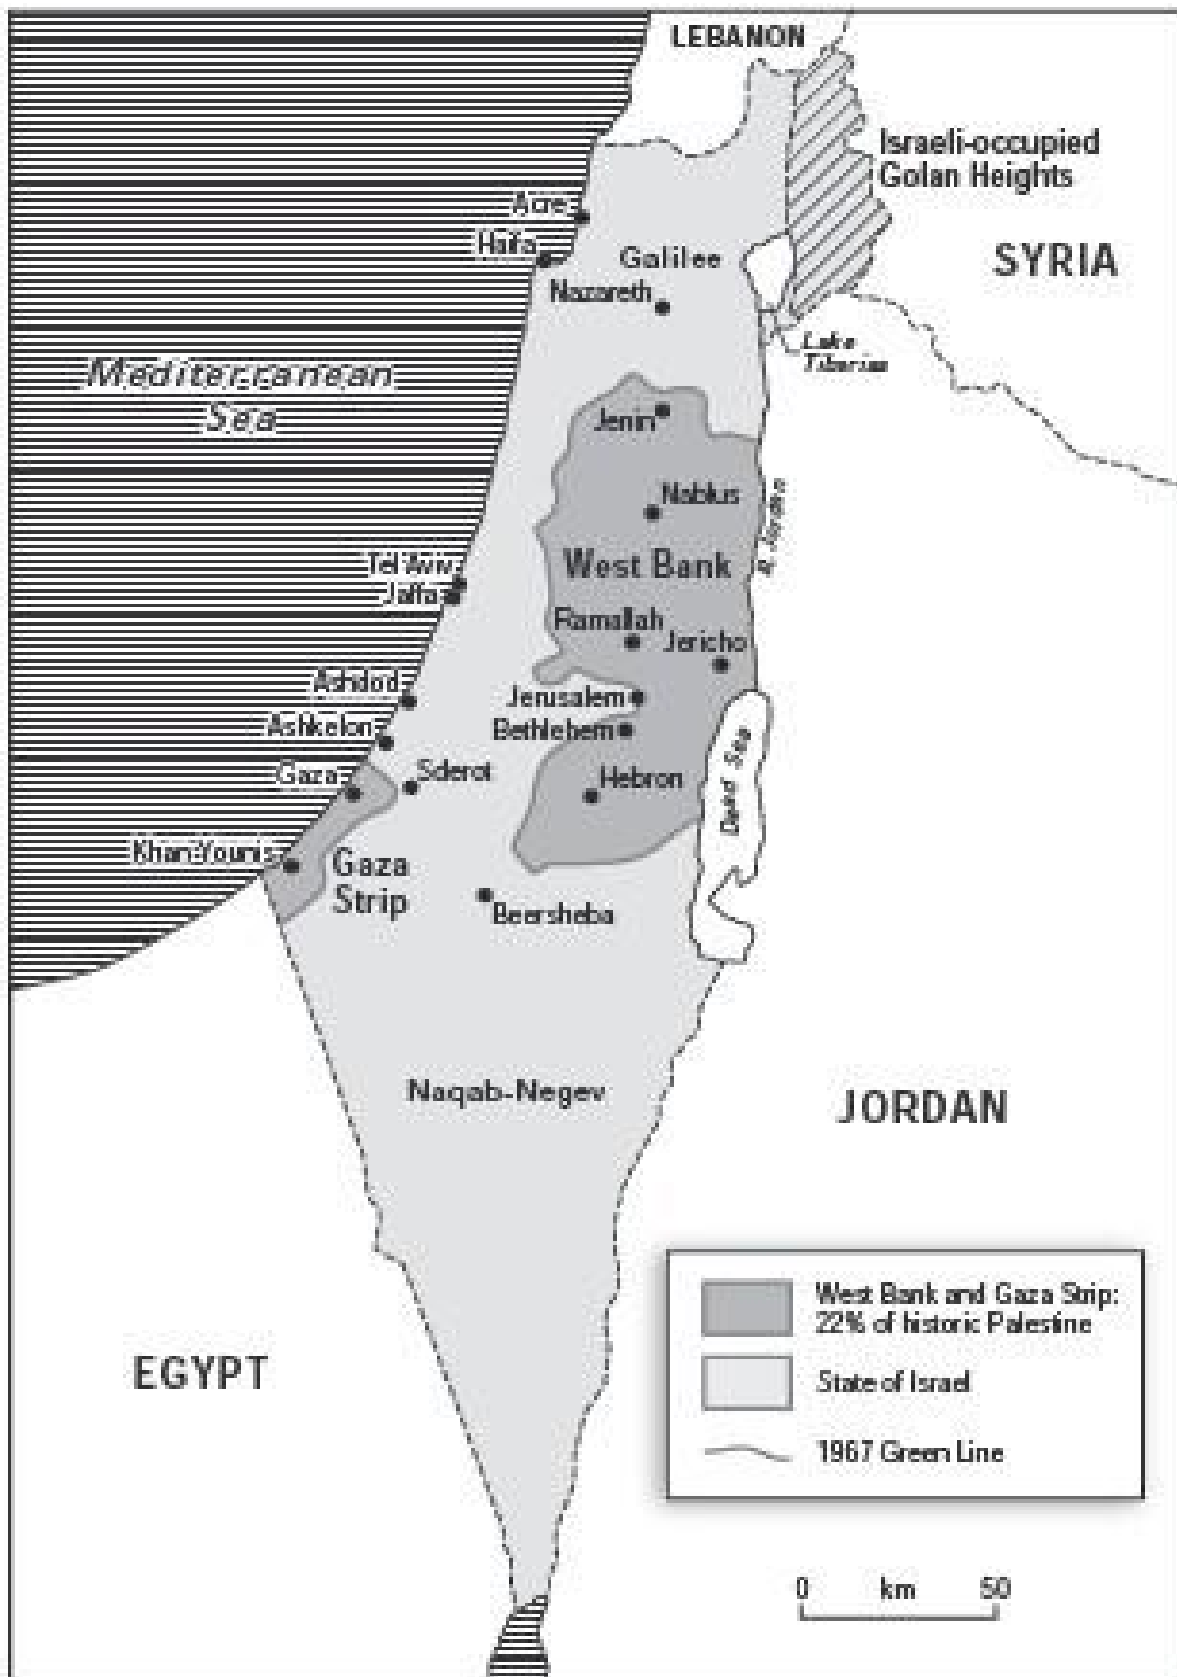 LEBANON
Israeli-occupied
Golan Heights
Acre
Haifa
Galilee
SYRIA
Nazareth
Lake
Tiberias
Mediterranean
Sea
Jenin
Nablus
R. Jordan
Tel Aviv
West Bank
Jaffa
Ramallah
Jericho
Ashdod
Jerusalem
Ashkelon
Bethlehem
Dead Sea
Gaza
Sderot
Hebron
Khan Younis
Gaza
Strip
Beersheba
Naqab-Negev
JORDAN
EGYPT
West Bank and Gaza Strip:
22% of historic Palestine
State of Israel
1967 Green Line
0 km 50